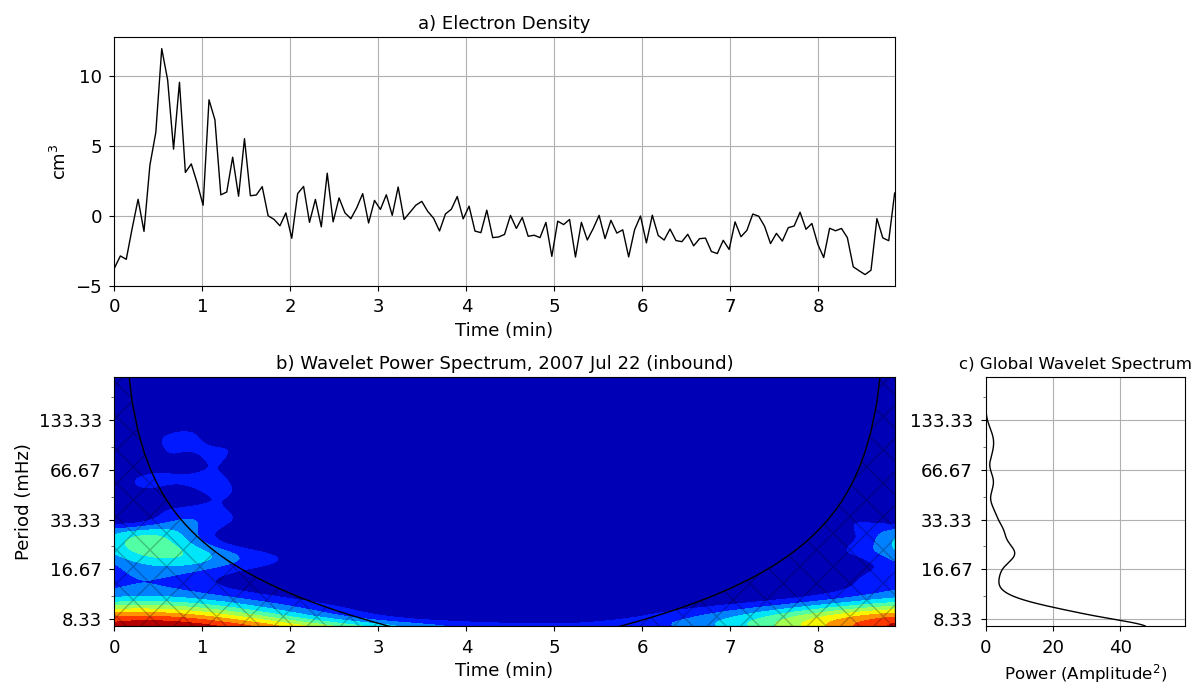 a) Electron Density
10
5
0
−5
cm³
0 1 2 3 4 5 6 7 8
Time (min)
b) Wavelet Power Spectrum, 2007 Jul 22 (inbound)
133.33
66.67
33.33
16.67
8.33
Period (mHz)
0 1 2 3 4 5 6 7 8
Time (min)
c) Global Wavelet Spectrum
133.33
66.67
33.33
16.67
8.33
0 20 40
Power (Amplitude²)